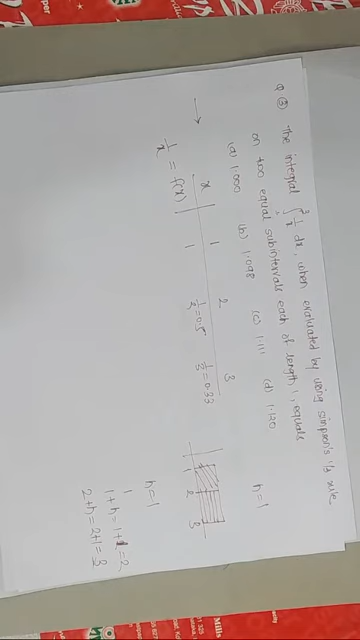 Q ③ The integral ∫₁³ 1/x dx, when evaluated by using simpson's 1/3 rule
on two equal subintervals each of length 1, equals
(a) 1.000 (b) 1.098 (c) 1.111 (d) 1.120
→
h=1
x | 1 2 3
1/x = f(x) | 1 1/2=0.5 1/3=0.33
1 2 3
h=1
1
1+h=1+1=2
2+h=2+1=3